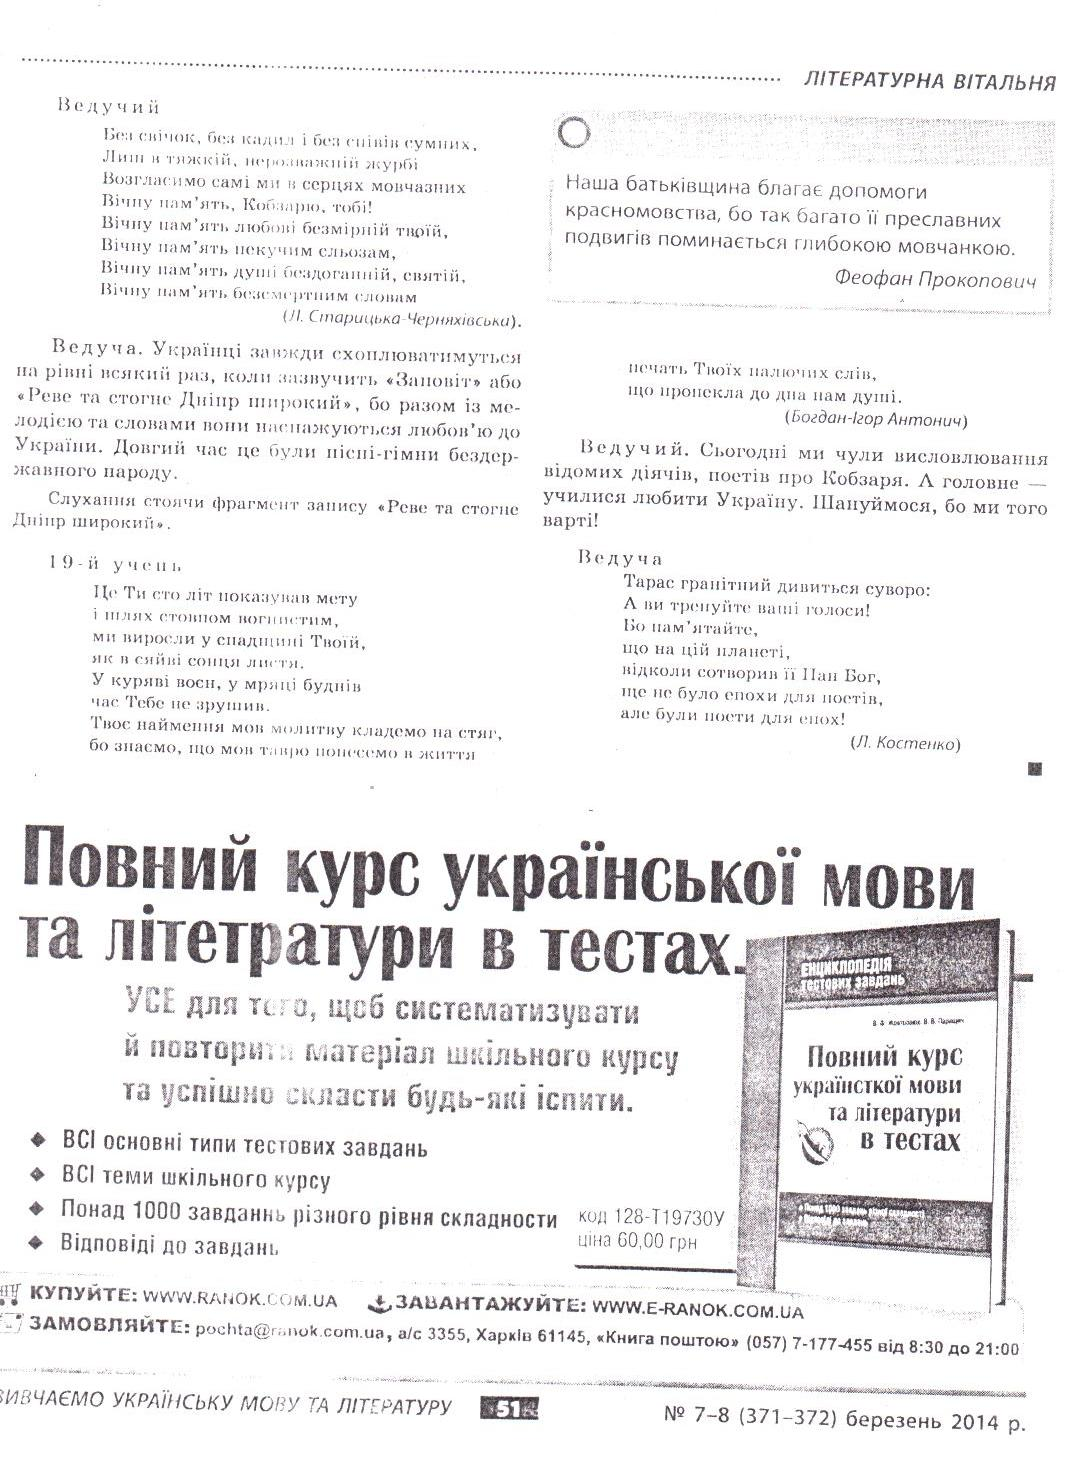 ЛІТЕРАТУРНА ВІТАЛЬНЯ
Ведучий
Без свічок, без кадил і без співів сумних,
Лиш в тяжкій, нерозважній журбі
Возгласимо самі ми в серцях мовчазних
Вічну пам’ять, Кобзарю, тобі!
Вічну пам’ять любові безмірній твоїй,
Вічну пам’ять пекучим сльозам,
Вічну пам’ять душі бездоганній, святій,
Вічну пам’ять безсмертним словам
(Л. Старицька-Черняхівська).
Ведуча. Українці завжди схоплюватимуться
на рівні всякий раз, коли зазвучить «Заповіт» або
«Реве та стогне Дніпр широкий», бо разом із ме-
лодією та словами вони наснажуються любов’ю до
України. Довгий час це були пісні-гімни бездер-
жавного народу.
Слухання стоячи фрагмент запису «Реве та стогне
Дніпр широкий».
19-й учень
Це Ти сто літ показував мету
і шлях стовпом вогнистим,
ми виросли у спадщині Твоїй,
як в сяйві сонця листя.
У куряві воєн, у мряці буднів
час Тебе не зрушив.
Твоє наймення мов молитву кладемо на стяг,
бо знаємо, що мов тавро понесемо в життя
Наша батьківщина благає допомоги
красномовства, бо так багато її преславних
подвигів поминається глибокою мовчанкою.
Феофан Прокопович
печать Твоїх палючих слів,
що пропекла до дна нам душі.
(Богдан-Ігор Антонич)
Ведучий. Сьогодні ми чули висловлювання
відомих діячів, поетів про Кобзаря. А головне —
училися любити Україну. Шануймося, бо ми того
варті!
Ведуча
Тарас гранітний дивиться суворо:
А ви тренуйте ваші голоси!
Бо пам’ятайте,
що на цій планеті,
відколи сотворив її Пан Бог,
ще не було епохи для поетів,
але були поети для епох!
(Л. Костенко)
Повний курс української мови
та літетратури в тестах.
УСЕ для того, щоб систематизувати
й повторити матеріал шкільного курсу
та успішно скласти будь-які іспити.
ВСІ основні типи тестових завдань
ВСІ теми шкільного курсу
Понад 1000 завданнь різного рівня складности
Відповіді до завдань
код 128-Т19730У
ціна 60,00 грн
ЕНЦИКЛОПЕДІЯ
тестових завдань
Повний курс
українсткої мови
та літератури
в тестах
КУПУЙТЕ: WWW.RANOK.COM.UA
ЗАВАНТАЖУЙТЕ: WWW.E-RANOK.COM.UA
ЗАМОВЛЯЙТЕ: pochta@ranok.com.ua, а/с 3355, Харків 61145, «Книга поштою» (057) 7-177-455 від 8:30 до 21:00
ВИВЧАЄМО УКРАЇНСЬКУ МОВУ ТА ЛІТЕРАТУРУ
51
№ 7–8 (371–372) березень 2014 р.